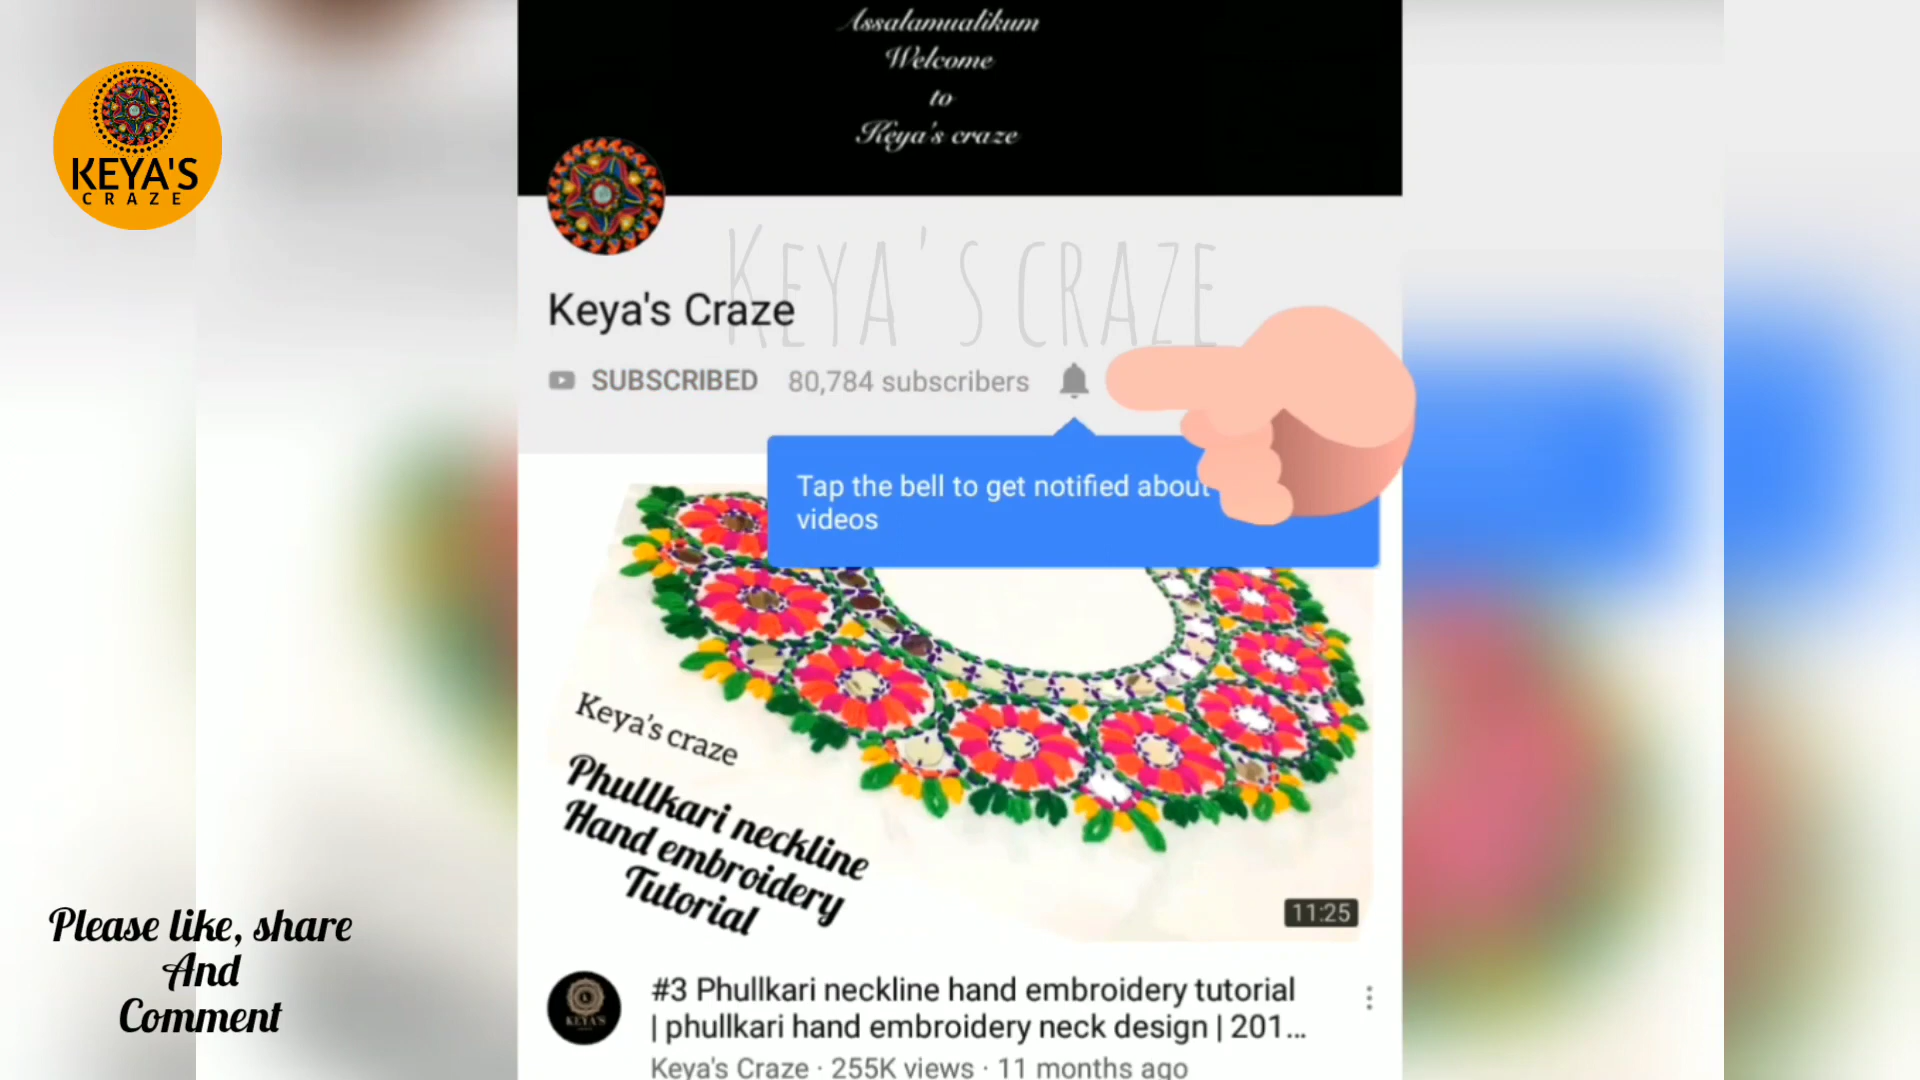 Assalamualikum
Welcome
to
Keya's craze
KEYA'S
CRAZE
KEYA'S CRAZE
Keya's Craze
SUBSCRIBED 80,784 subscribers
Tap the bell to get notified about
videos
Keya's craze
Phullkari neckline
Hand embroidery
Tutorial
11:25
Please like, share
And
Comment
KEYA'S
#3 Phullkari neckline hand embroidery tutorial
| phullkari hand embroidery neck design | 201...
Keya's Craze · 255K views · 11 months ago